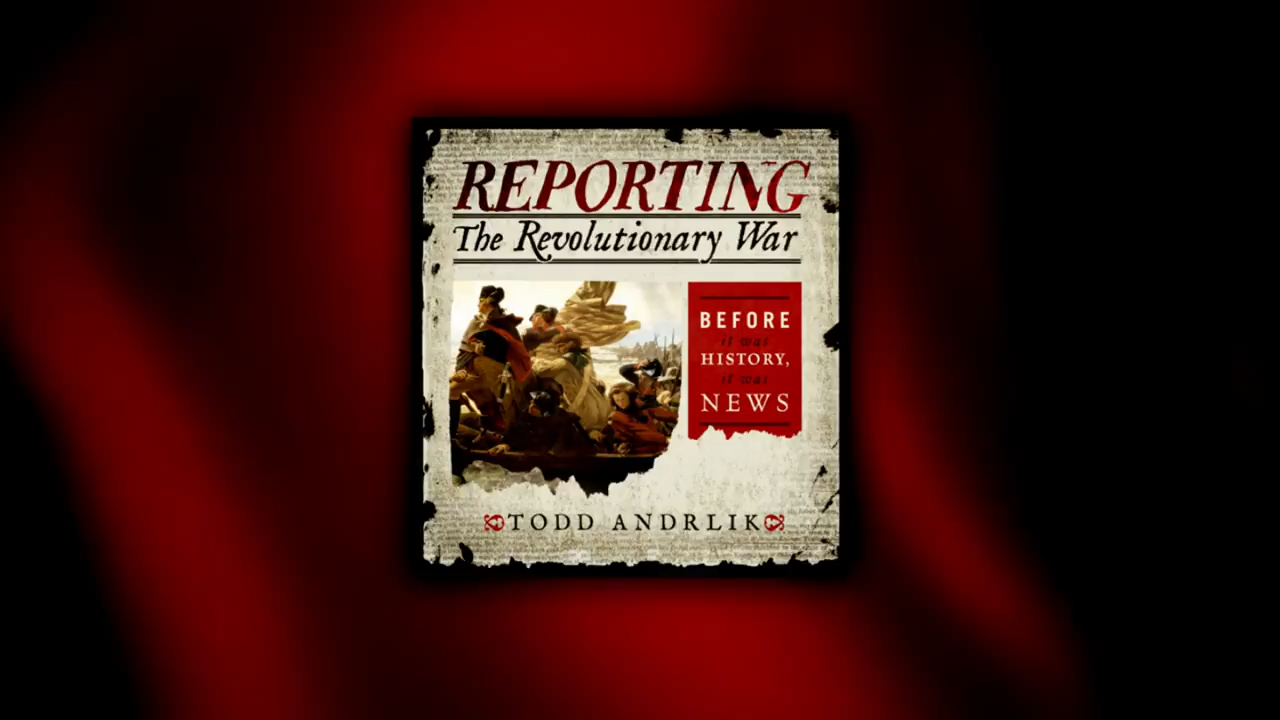 REPORTING
The Revolutionary War
BEFORE
it was
HISTORY,
it was
NEWS
TODD ANDRLIK